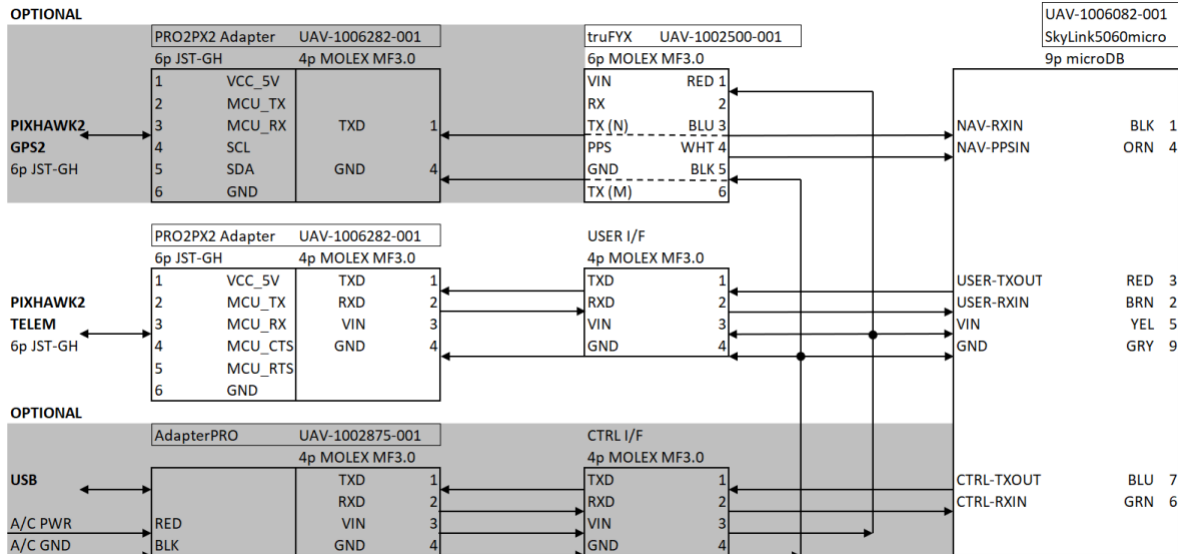 OPTIONAL
UAV-1006082-001
SkyLink5060micro
9p microDB
PRO2PX2 Adapter UAV-1006282-001
6p JST-GH 4p MOLEX MF3.0
1 VCC_5V
2 MCU_TX
3 MCU_RX TXD 1
4 SCL
5 SDA GND 4
6 GND
PIXHAWK2
GPS2
6p JST-GH
truFYX UAV-1002500-001
6p MOLEX MF3.0
VIN RED 1
RX 2
TX (N) BLU 3
PPS WHT 4
GND BLK 5
TX (M) 6
NAV-RXIN BLK 1
NAV-PPSIN ORN 4
PRO2PX2 Adapter UAV-1006282-001
6p JST-GH 4p MOLEX MF3.0
1 VCC_5V TXD 1
2 MCU_TX RXD 2
3 MCU_RX VIN 3
4 MCU_CTS GND 4
5 MCU_RTS
6 GND
PIXHAWK2
TELEM
6p JST-GH
USER I/F
4p MOLEX MF3.0
TXD 1
RXD 2
VIN 3
GND 4
USER-TXOUT RED 3
USER-RXIN BRN 2
VIN YEL 5
GND GRY 9
OPTIONAL
AdapterPRO UAV-1002875-001
4p MOLEX MF3.0
TXD 1
RXD 2
RED VIN 3
BLK GND 4
USB
A/C PWR
A/C GND
CTRL I/F
4p MOLEX MF3.0
TXD 1
RXD 2
VIN 3
GND 4
CTRL-TXOUT BLU 7
CTRL-RXIN GRN 6